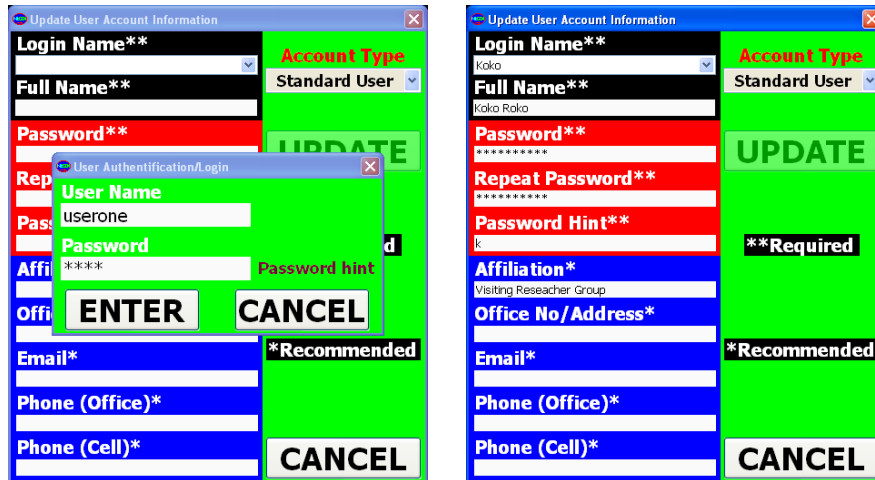 Update User Account Information
Login Name**
Account Type
Standard User
Full Name**
Password**
User Authentification/Login
User Name
userone
Password
****
Password hint
ENTER
CANCEL
*Recommended
Email*
Phone (Office)*
Phone (Cell)*
CANCEL
Update User Account Information
Login Name**
Koko
Account Type
Standard User
Full Name**
Koko Roko
Password**
**********
UPDATE
Repeat Password**
**********
Password Hint**
k
**Required
Affiliation*
Visiting Reseacher Group
Office No/Address*
*Recommended
Email*
Phone (Office)*
Phone (Cell)*
CANCEL